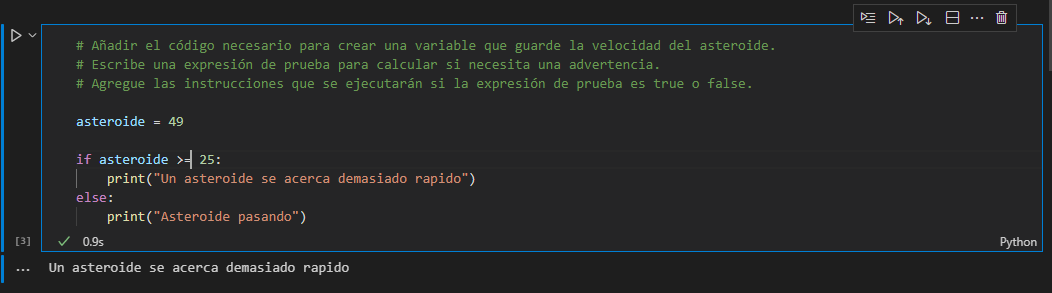 # Añadir el código necesario para crear una variable que guarde la velocidad del asteroide.
# Escribe una expresión de prueba para calcular si necesita una advertencia.
# Agregue las instrucciones que se ejecutarán si la expresión de prueba es true o false.
asteroide = 49
if asteroide >= 25:
print("Un asteroide se acerca demasiado rapido")
else:
print("Asteroide pasando")
[3] 0.9s Python
... Un asteroide se acerca demasiado rapido